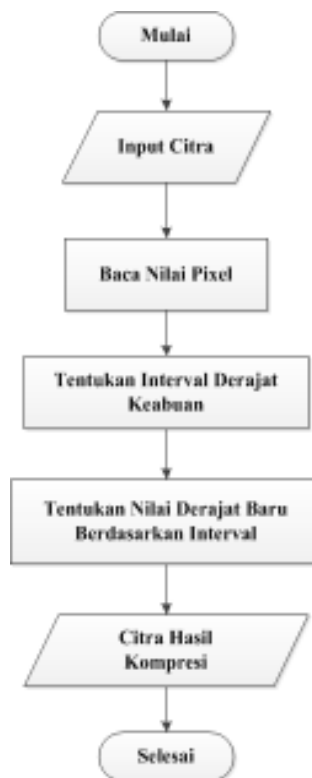 Mulai
Input Citra
Baca Nilai Pixel
Tentukan Interval Derajat
Keabuan
Tentukan Nilai Derajat Baru
Berdasarkan Interval
Citra Hasil
Kompresi
Selesai